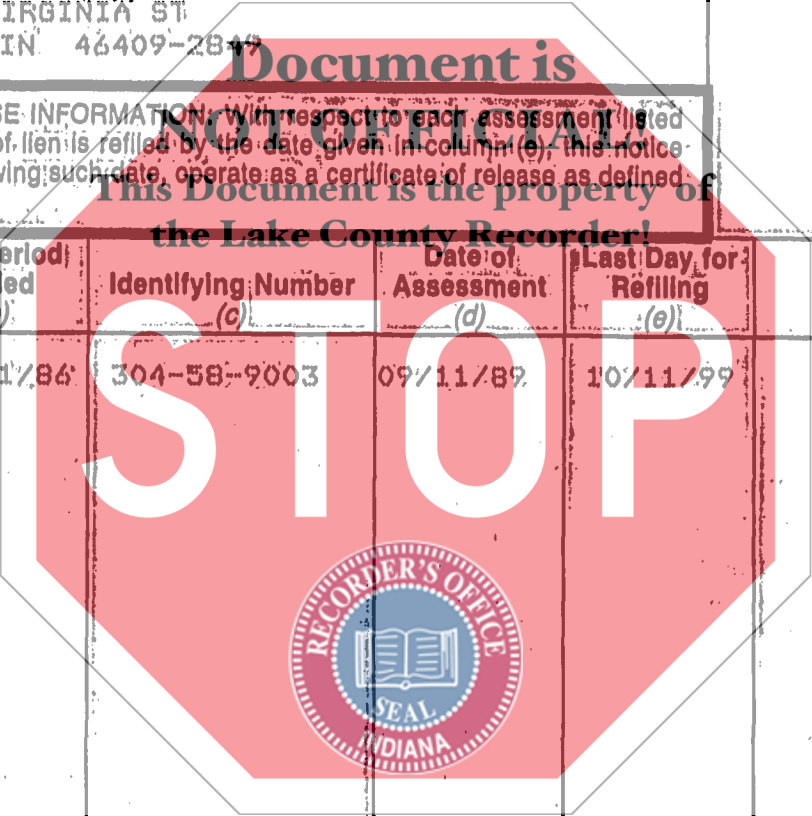 IRGINIA ST
IN 46409-2849
Document is
NOT OFFICIAL!
This Document is the property of
the Lake County Recorder!
SE INFORMATION: With respect to each assessment listed
of lien is refiled by the date given in column (e), this notice
wing such date, operate as a certificate of release as defined
eriod
ed
Identifying Number
(c)
Date of
Assessment
(d)
Last Day for
Refiling
(e)
1/86 304-58-9003 09/11/89 10/11/99
STOP
RECORDER'S OFFICE
SEAL
INDIANA